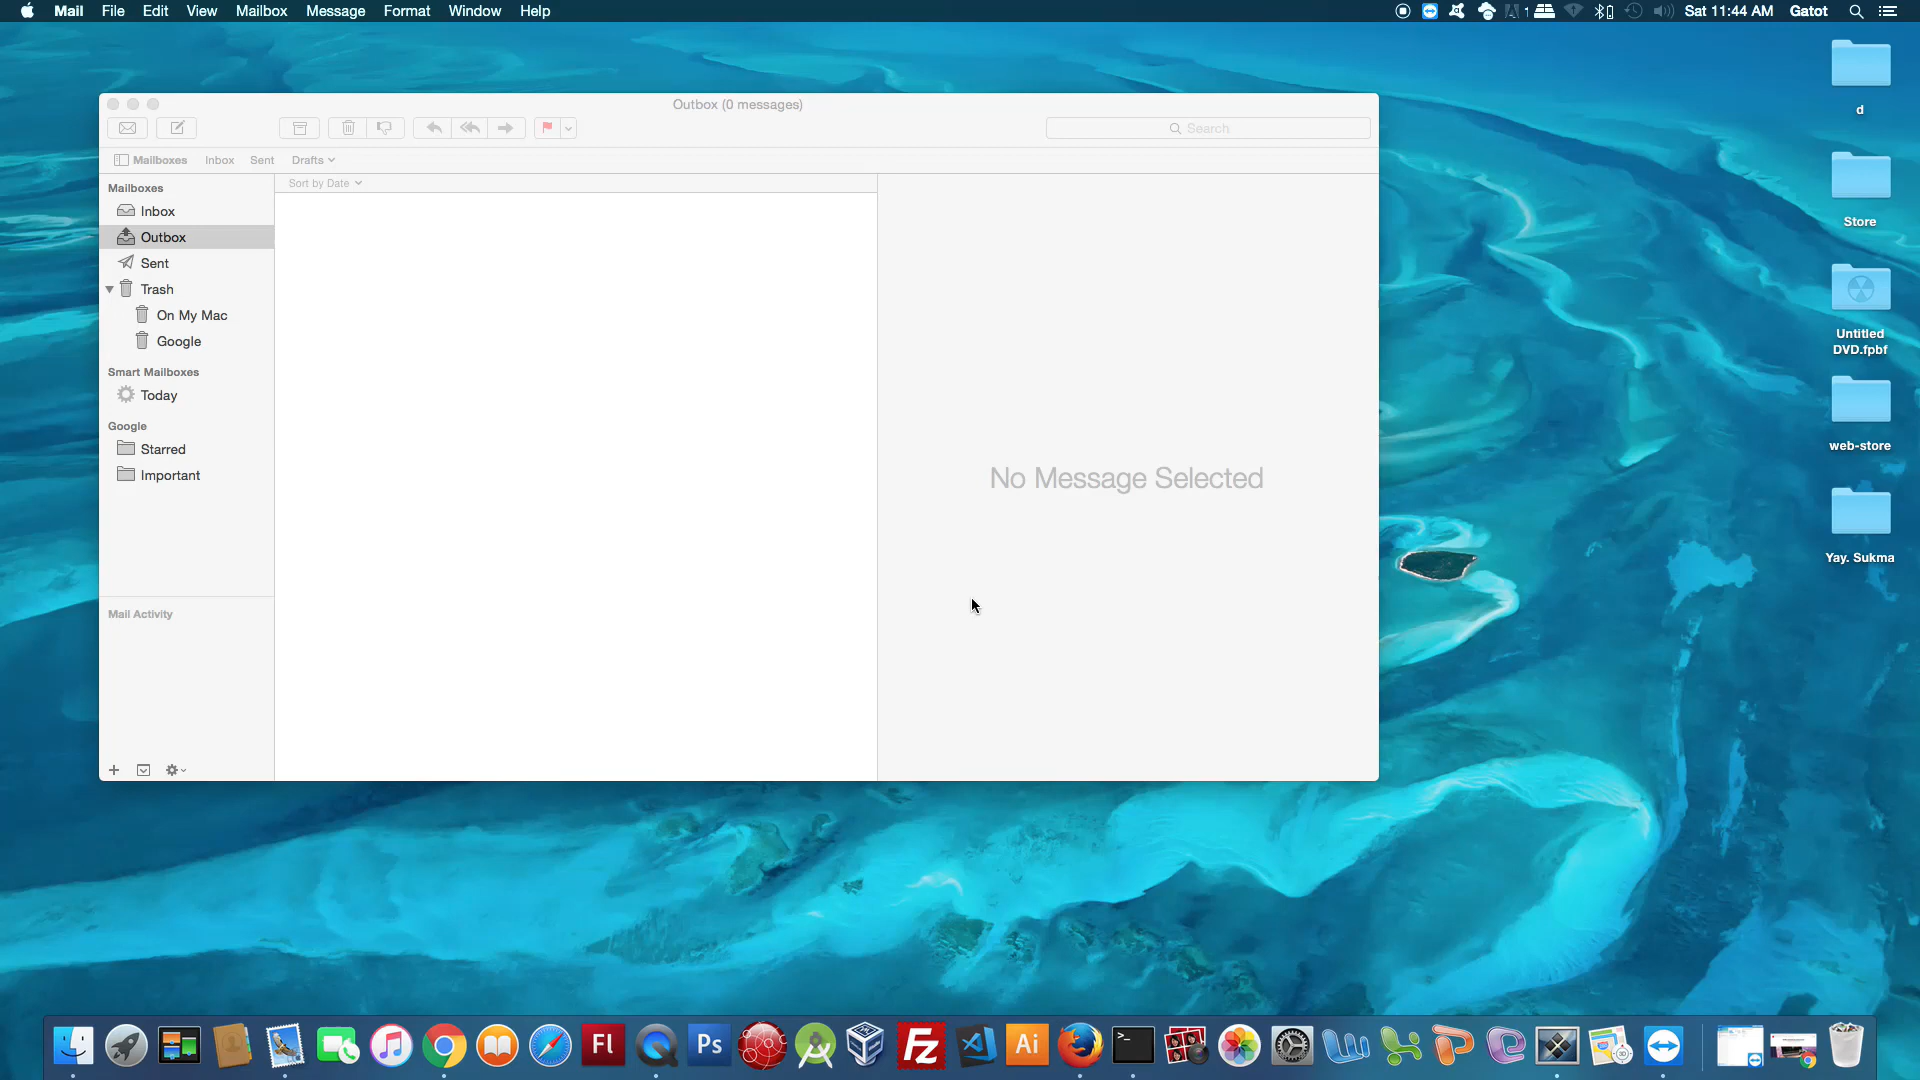 Mail File Edit View Mailbox Message Format Window Help
1 Sat 11:44 AM Gatot
Outbox (0 messages)
Search
Mailboxes Inbox Sent Drafts
Mailboxes
Sort by Date
Inbox
Outbox
Sent
Trash
On My Mac
Google
Smart Mailboxes
Today
Google
Starred
Important
No Message Selected
Mail Activity
d
Store
Untitled
DVD.fpbf
web-store
Yay. Sukma
Fl
Ps
Fz
Ai